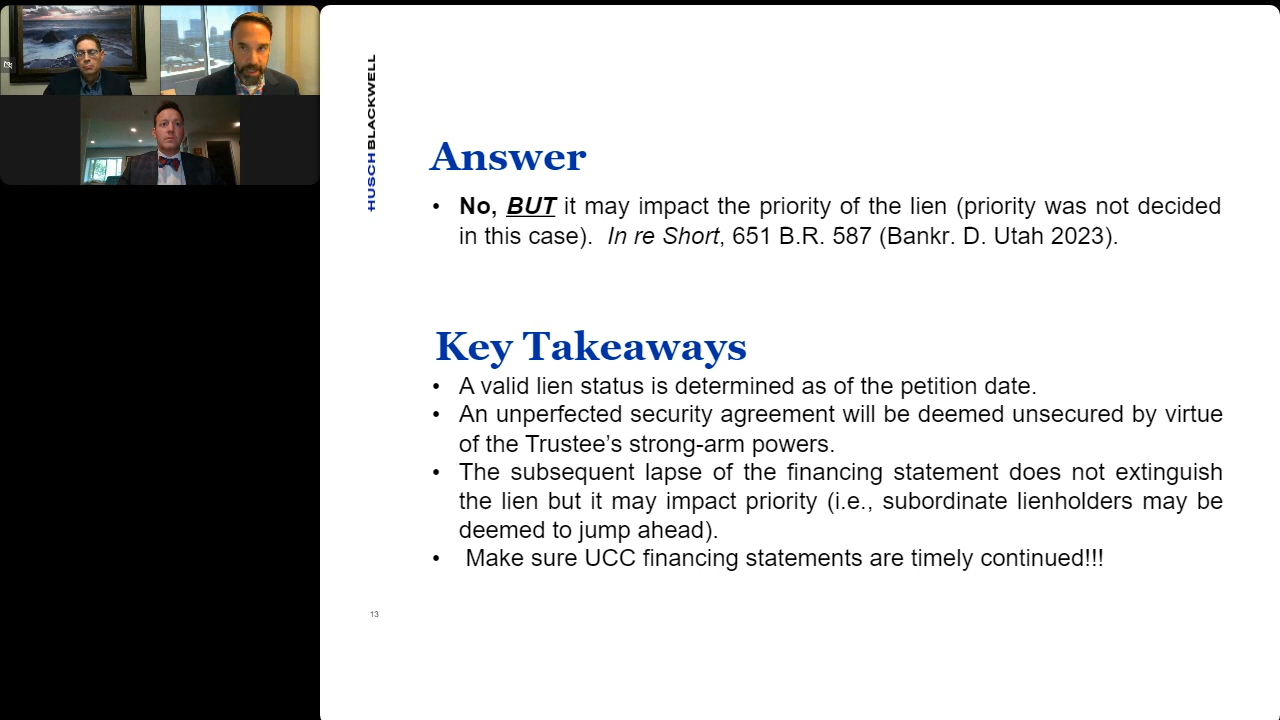 HUSCHBLACKWELL
Answer
• No, BUT it may impact the priority of the lien (priority was not decided
in this case). In re Short, 651 B.R. 587 (Bankr. D. Utah 2023).
Key Takeaways
• A valid lien status is determined as of the petition date.
• An unperfected security agreement will be deemed unsecured by virtue
of the Trustee’s strong-arm powers.
• The subsequent lapse of the financing statement does not extinguish
the lien but it may impact priority (i.e., subordinate lienholders may be
deemed to jump ahead).
• Make sure UCC financing statements are timely continued!!!
13